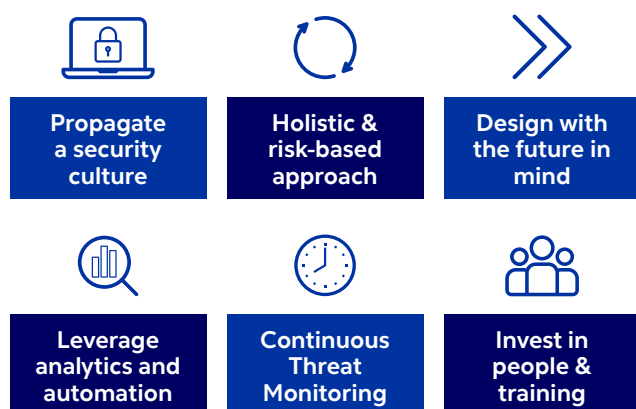 Propagate
a security
culture
Holistic &
risk-based
approach
Design with
the future in
mind
Leverage
analytics and
automation
Continuous
Threat
Monitoring
Invest in
people &
training